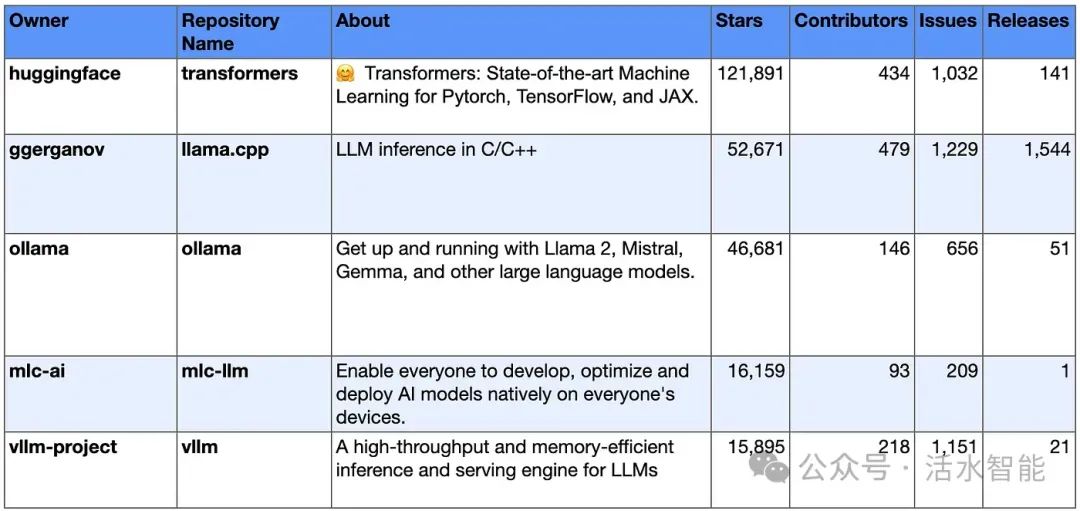 Owner Repository Name About Stars Contributors Issues Releases
huggingface transformers 🤗 Transformers: State-of-the-art Machine 121,891 434 1,032 141
Learning for Pytorch, TensorFlow, and JAX.
ggerganov llama.cpp LLM inference in C/C++ 52,671 479 1,229 1,544
ollama ollama Get up and running with Llama 2, Mistral, 46,681 146 656 51
Gemma, and other large language models.
mlc-ai mlc-llm Enable everyone to develop, optimize and 16,159 93 209 1
deploy AI models natively on everyone's
devices.
vllm-project vllm A high-throughput and memory-efficient 15,895 218 1,151 21
inference and serving engine for LLMs
公众号 · 活水智能